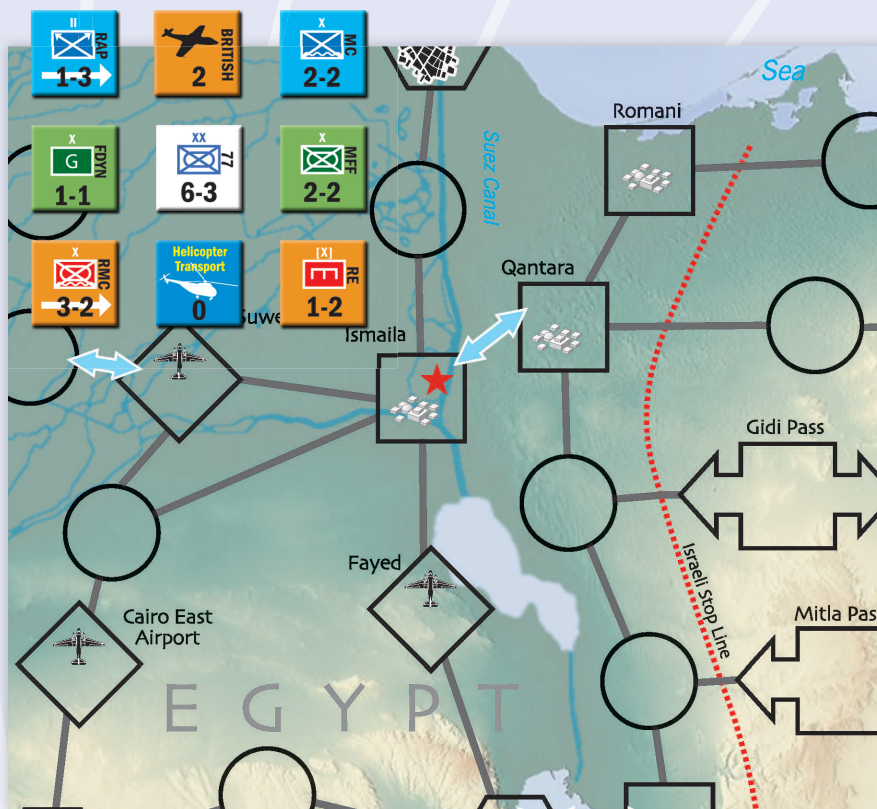 II
RAP
1-3
BRITISH
2
X
MC
2-2
X
G
FDYN
1-1
XX
77
6-3
X
MFF
2-2
X
RMC
3-2
Helicopter
Transport
0
[X]
E
RE
1-2
Sea
Romani
Suez Canal
Qantara
Suwe
Ismaila
Gidi Pass
Israeli Stop Line
Fayed
Cairo East
Airport
Mitla Pas
EGYPT